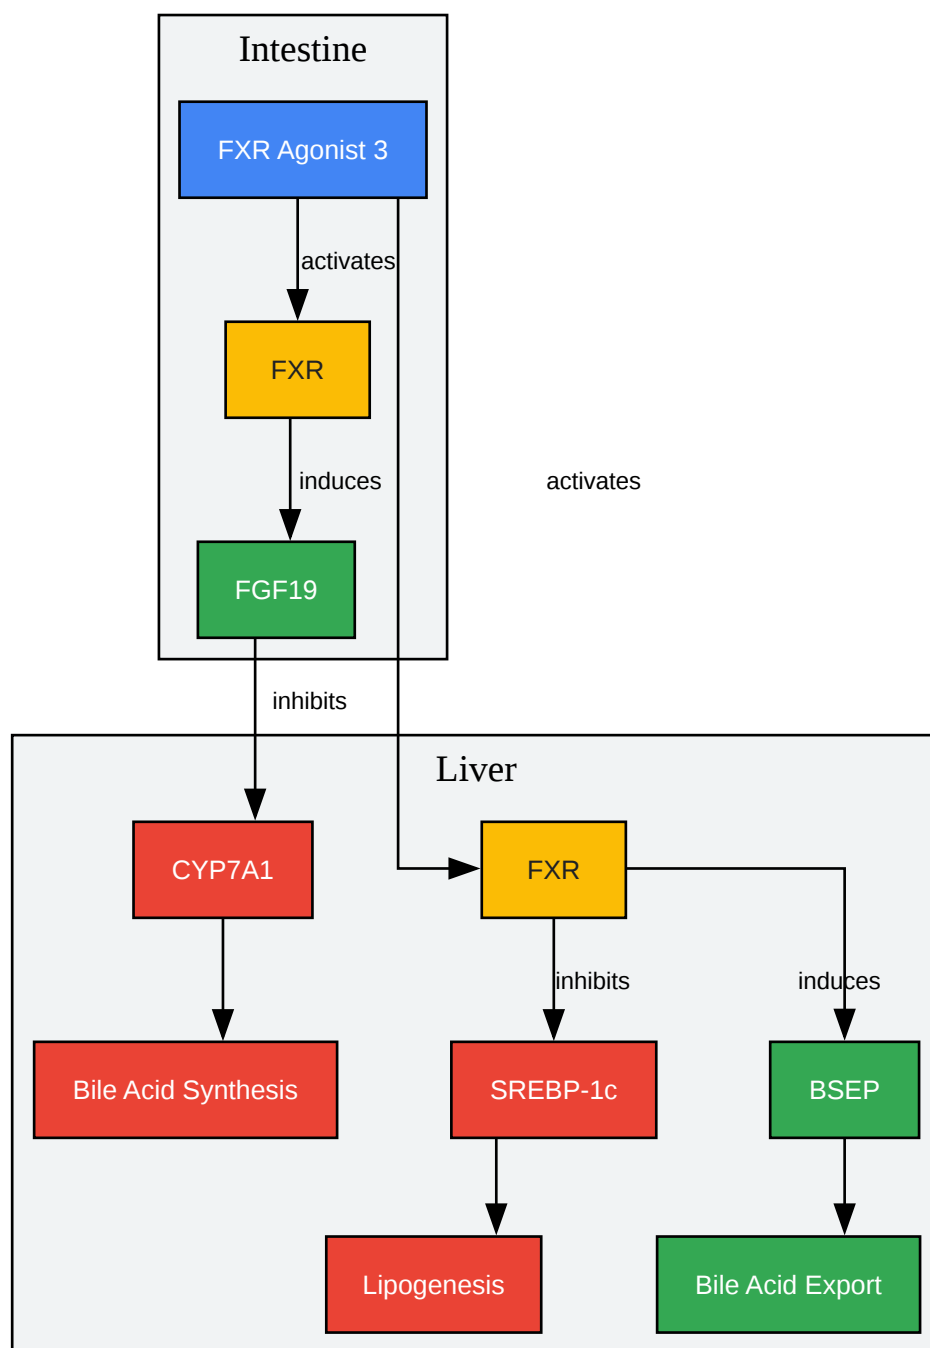 Intestine
FXR Agonist 3
activates
FXR
induces
activates
FGF19
inhibits
Liver
CYP7A1
FXR
inhibits
induces
Bile Acid Synthesis
SREBP-1c
BSEP
Lipogenesis
Bile Acid Export